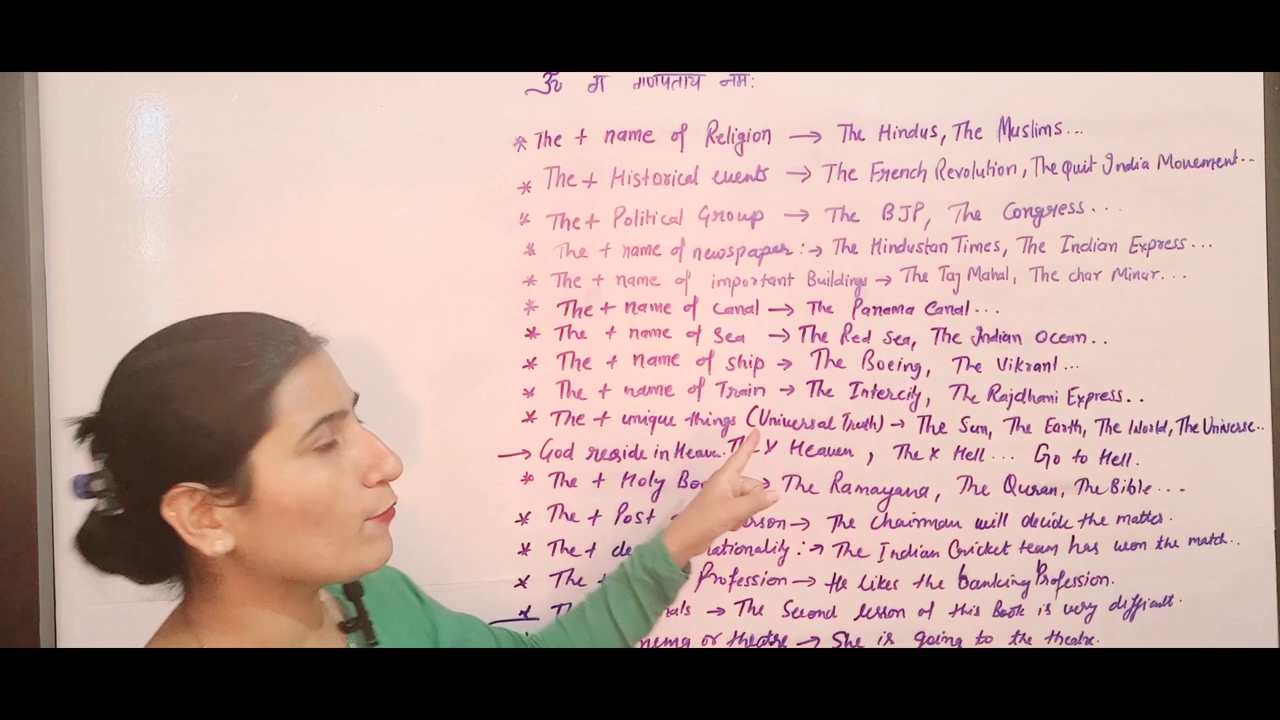 ॐ गं गणपताय नमः
* The + name of Religion → The Hindus, The Muslims...
* The + Historical events → The French Revolution, The Quit India Movement...
* The + Political Group → The BJP, The Congress...
* The + name of newspaper :→ The Hindustan Times, The Indian Express...
* The + name of important Buildings → The Taj Mahal, The char Minar...
* The + name of canal → The Panama Canal...
* The + name of Sea → The Red Sea, The Indian Ocean..
* The + name of ship → The Boeing, The Vikrant...
* The + name of Train → The Intercity, The Rajdhani Express..
* The + unique things (Universal Truth) → The Sun, The Earth, The World, The Universe..
→ God reside in Heaven. The x Heaven, The x Hell... Go to Hell.
* The + Holy → The Ramayana, The Quran, The Bible...
* The + Post → The Chairman will decide the matter.
* The + :→ The Indian Cricket team has won the match..
* The + Profession → He likes the banking Profession.
* → The Second lesson of this Book is very difficult.
or theatre → She is going to the theatre.